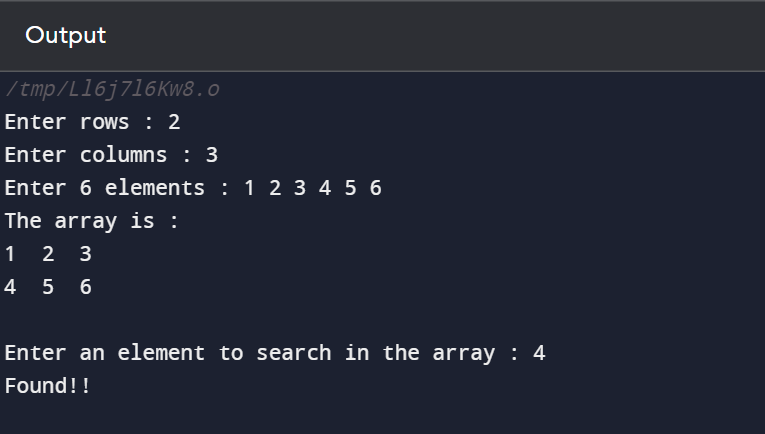 Output
/tmp/Ll6j7l6Kw8.o
Enter rows : 2
Enter columns : 3
Enter 6 elements : 1 2 3 4 5 6
The array is :
1  2  3
4  5  6
Enter an element to search in the array : 4
Found!!